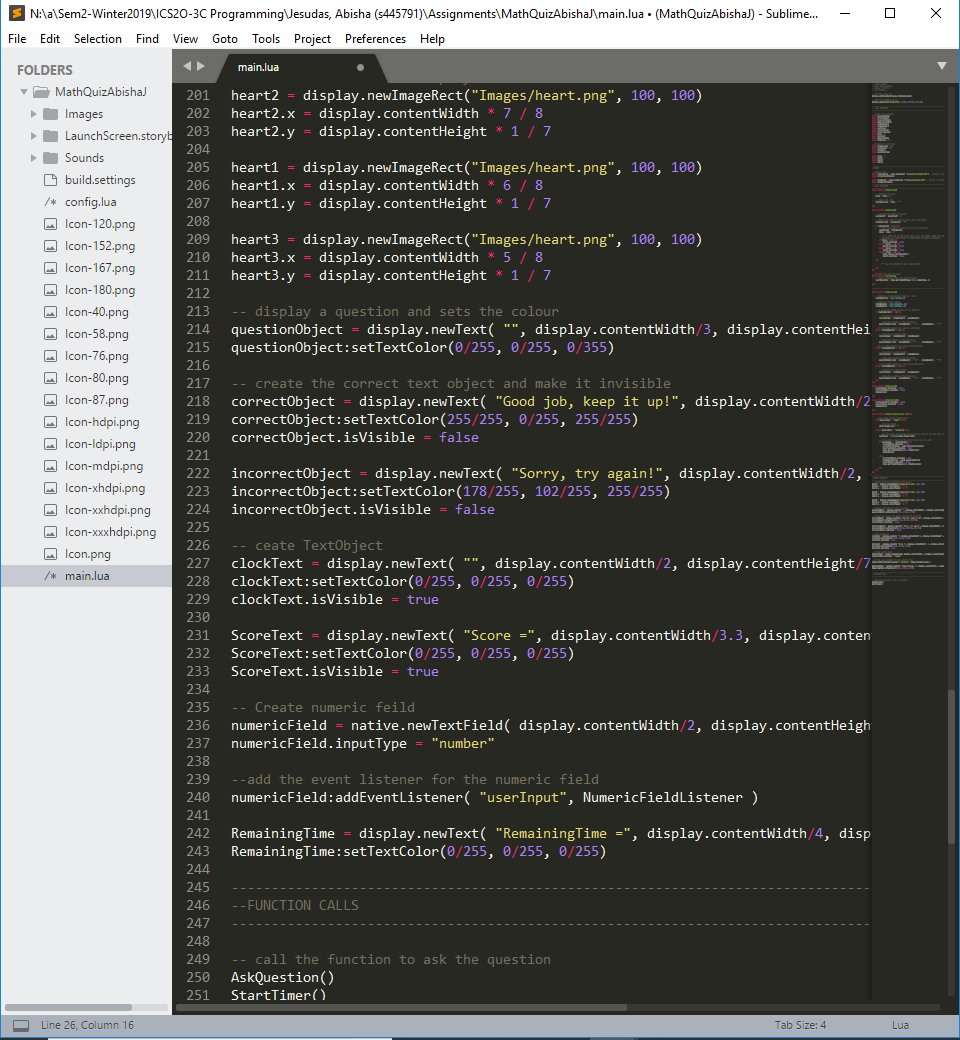 N:\a\Sem2-Winter2019\ICS2O-3C Programming\Jesudas, Abisha (s445791)\Assignments\MathQuizAbishaJ\main.lua • (MathQuizAbishaJ) - Sublime...
File Edit Selection Find View Goto Tools Project Preferences Help
FOLDERS
MathQuizAbishaJ
Images
LaunchScreen.storyb
Sounds
build.settings
/* config.lua
Icon-120.png
Icon-152.png
Icon-167.png
Icon-180.png
Icon-40.png
Icon-58.png
Icon-76.png
Icon-80.png
Icon-87.png
Icon-hdpi.png
Icon-ldpi.png
Icon-mdpi.png
Icon-xhdpi.png
Icon-xxhdpi.png
Icon-xxxhdpi.png
Icon.png
/* main.lua
main.lua
201 heart2 = display.newImageRect("Images/heart.png", 100, 100)
202 heart2.x = display.contentWidth * 7 / 8
203 heart2.y = display.contentHeight * 1 / 7
204
205 heart1 = display.newImageRect("Images/heart.png", 100, 100)
206 heart1.x = display.contentWidth * 6 / 8
207 heart1.y = display.contentHeight * 1 / 7
208
209 heart3 = display.newImageRect("Images/heart.png", 100, 100)
210 heart3.x = display.contentWidth * 5 / 8
211 heart3.y = display.contentHeight * 1 / 7
212
213 -- display a question and sets the colour
214 questionObject = display.newText( "", display.contentWidth/3, display.contentHei
215 questionObject:setTextColor(0/255, 0/255, 0/355)
216
217 -- create the correct text object and make it invisible
218 correctObject = display.newText( "Good job, keep it up!", display.contentWidth/2
219 correctObject:setTextColor(255/255, 0/255, 255/255)
220 correctObject.isVisible = false
221
222 incorrectObject = display.newText( "Sorry, try again!", display.contentWidth/2,
223 incorrectObject:setTextColor(178/255, 102/255, 255/255)
224 incorrectObject.isVisible = false
225
226 -- ceate TextObject
227 clockText = display.newText( "", display.contentWidth/2, display.contentHeight/7
228 clockText:setTextColor(0/255, 0/255, 0/255)
229 clockText.isVisible = true
230
231 ScoreText = display.newText( "Score =", display.contentWidth/3.3, display.conten
232 ScoreText:setTextColor(0/255, 0/255, 0/255)
233 ScoreText.isVisible = true
234
235 -- Create numeric feild
236 numericField = native.newTextField( display.contentWidth/2, display.contentHeigh
237 numericField.inputType = "number"
238
239 --add the event listener for the numeric field
240 numericField:addEventListener( "userInput", NumericFieldListener )
241
242 RemainingTime = display.newText( "RemainingTime =", display.contentWidth/4, disp
243 RemainingTime:setTextColor(0/255, 0/255, 0/255)
244
245 --------------------------------------------------------------------------------
246 --FUNCTION CALLS
247 --------------------------------------------------------------------------------
248
249 -- call the function to ask the question
250 AskQuestion()
251 StartTimer()
Line 26, Column 16
Tab Size: 4
Lua